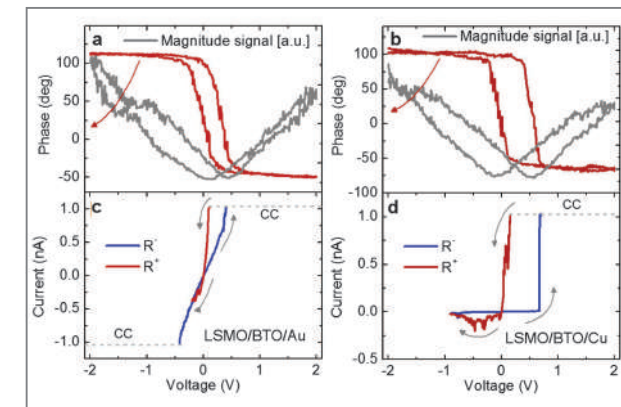 a
Magnitude signal [a.u.]
Phase (deg)
100
50
0
-50
b
Magnitude signal [a.u.]
Phase (deg)
100
50
0
-50
-100
c
CC
Current (nA)
1.0
0.5
0.0
-0.5
-1.0
R-
R+
CC
LSMO/BTO/Au
-2
-1
0
1
2
Voltage (V)
d
CC
Current (nA)
1.0
0.5
0.0
-0.5
R-
R+
LSMO/BTO/Cu
-2
-1
0
1
2
Voltage (V)